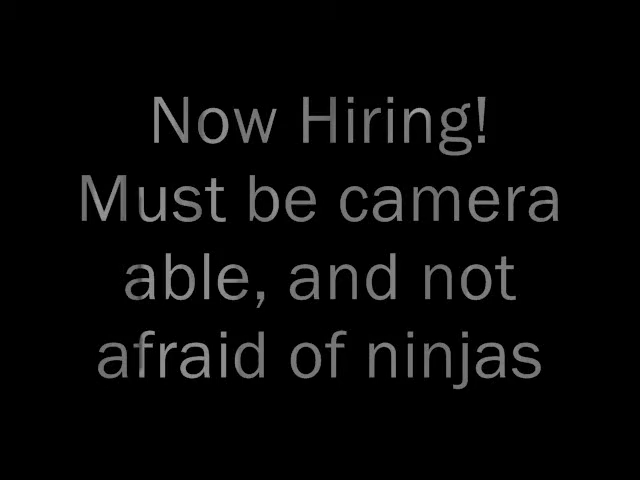 Now Hiring!
Must be camera
able, and not
afraid of ninjas